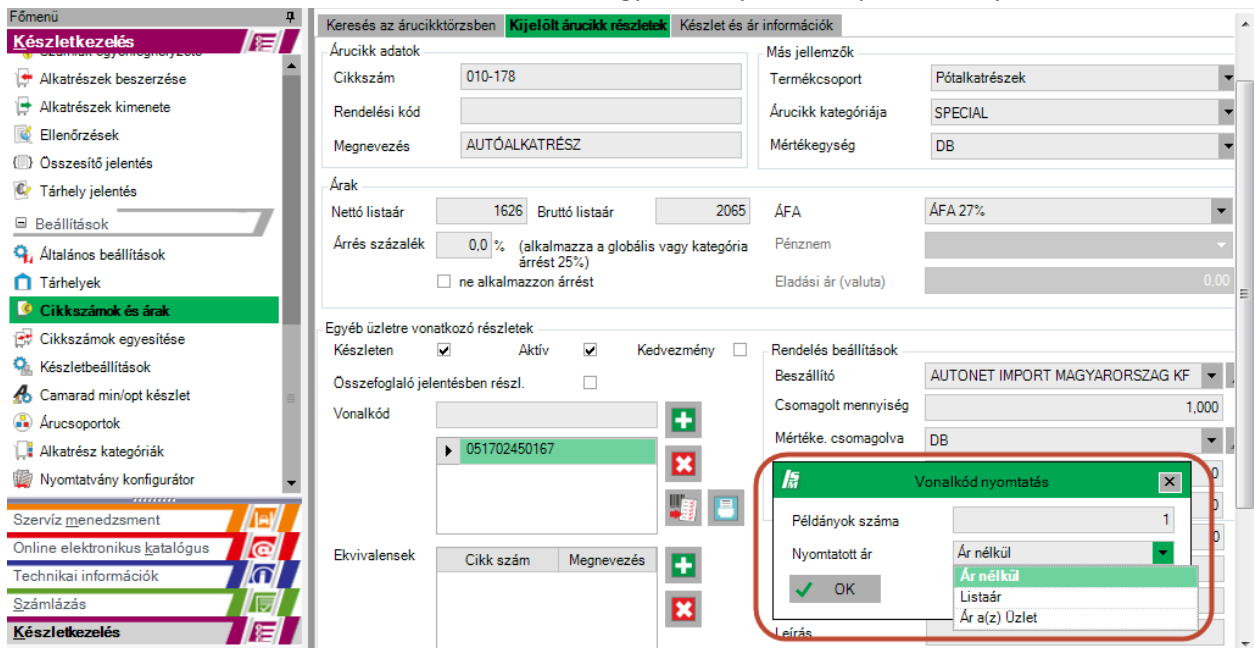 Főmenü
Készletkezelés
Alkatrészek beszerzése
Alkatrészek kimenete
Ellenőrzések
Összesítő jelentés
Tárhely jelentés
Beállítások
Általános beállítások
Tárhelyek
Cikkszámok és árak
Cikkszámok egyesítése
Készletbeállítások
Camarad min/opt készlet
Árucsoportok
Alkatrész kategóriák
Nyomtatvány konfigurátor
Szervíz menedzsment
Online elektronikus katalógus
Technikai információk
Számlázás
Készletkezelés
Keresés az árucikktörzsben Kijelölt árucikk részletek Készlet és ár információk
Árucikk adatok
Cikkszám 010-178
Rendelési kód
Megnevezés AUTÓALKATRÉSZ
Más jellemzők
Termékcsoport Pótalkatrészek
Árucikk kategóriája SPECIAL
Mértékegység DB
Árak
Nettó listaár 1626 Bruttó listaár 2065 ÁFA ÁFA 27%
Árrés százalék 0,0 % (alkalmazza a globális vagy kategória árrést 25%)
Pénznem
ne alkalmazzon árrést
Eladási ár (valuta) 0,00
Egyéb üzletre vonatkozó részletek
Készleten Aktív Kedvezmény
Összefoglaló jelentésben részl.
Vonalkód
051702450167
Ekvivalensek Cikk szám Megnevezés
Rendelés beállítások
Beszállító AUTONET IMPORT MAGYARORSZAG KF
Csomagolt mennyiség 1,000
Mértéke. csomagolva DB
Vonalkód nyomtatás
Példányok száma 1
Nyomtatott ár Ár nélkül
Ár nélkül
Listaár
Ár a(z) Üzlet
OK
Leírás